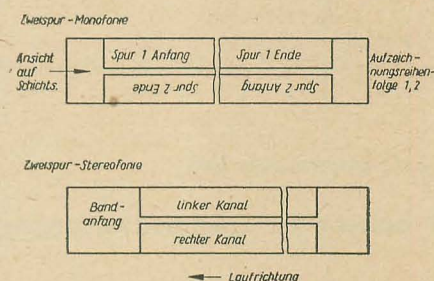 Zweispur-Monofonie
Ansicht
auf
Schichts.
Spur 1 Anfang
Spur 1 Ende
Spur 2 Ende
Spur 2 Anfang
Aufzeich-
nungsreihen-
folge 1,2
Zweispur-Stereofonie
Band-
anfang
linker Kanal
rechter Kanal
Laufrichtung